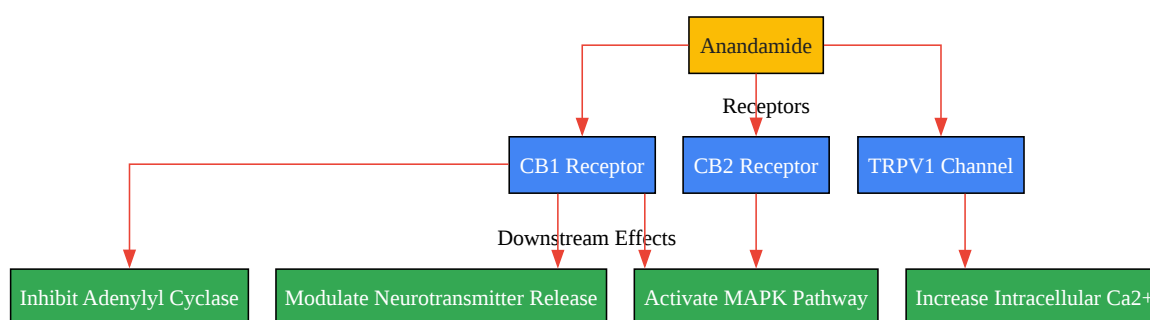 Anandamide
Receptors
CB1 Receptor
CB2 Receptor
TRPV1 Channel
Downstream Effects
Inhibit Adenylyl Cyclase
Modulate Neurotransmitter Release
Activate MAPK Pathway
Increase Intracellular Ca2+